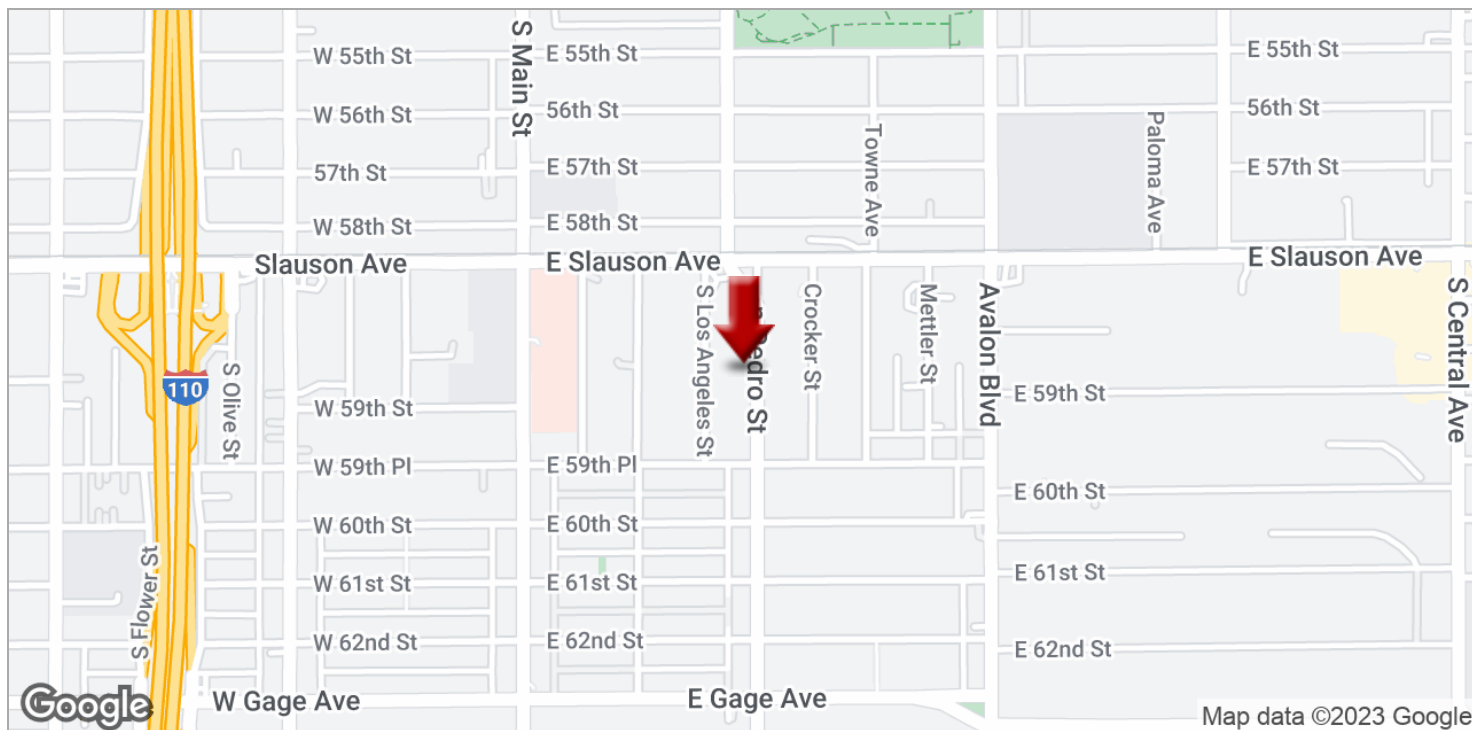 W 55th St
S Main St
E 55th St
E 55th St
W 56th St
56th St
56th St
Towne Ave
Paloma Ave
57th St
E 57th St
E 57th St
W 58th St
E 58th St
Slauson Ave
E Slauson Ave
E Slauson Ave
S Los Angeles St
Pedro St
Crocker St
Mettler St
Avalon Blvd
S Central Ave
110
S Olive St
W 59th St
E 59th St
W 59th Pl
E 59th Pl
E 60th St
W 60th St
E 60th St
S Flower St
W 61st St
E 61st St
E 61st St
W 62nd St
E 62nd St
E 62nd St
W Gage Ave
E Gage Ave
Google
Map data ©2023 Google